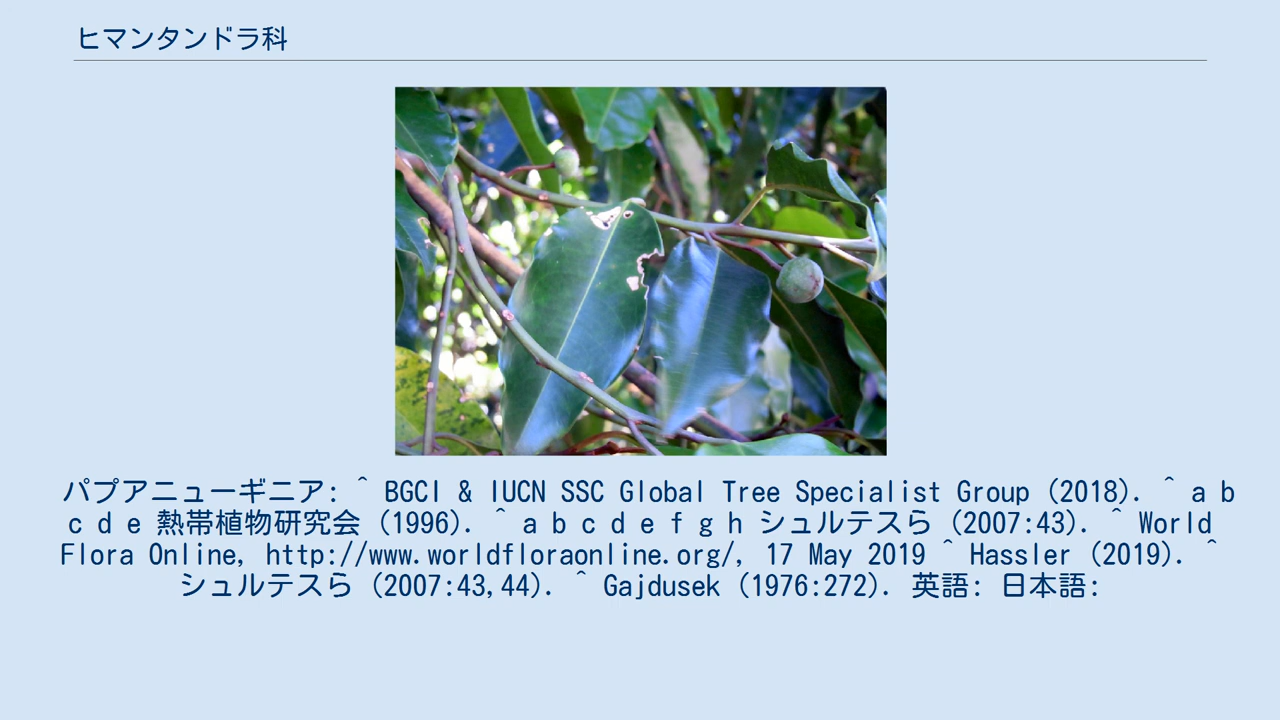 ヒマンタンドラ科
パプアニューギニア: ^ BGCI & IUCN SSC Global Tree Specialist Group (2018). ^ a b
c d e 熱帯植物研究会 (1996). ^ a b c d e f g h シュルテスら (2007:43). ^ World
Flora Online, http://www.worldfloraonline.org/, 17 May 2019 ^ Hassler (2019). ^
シュルテスら (2007:43,44). ^ Gajdusek (1976:272). 英語: 日本語: